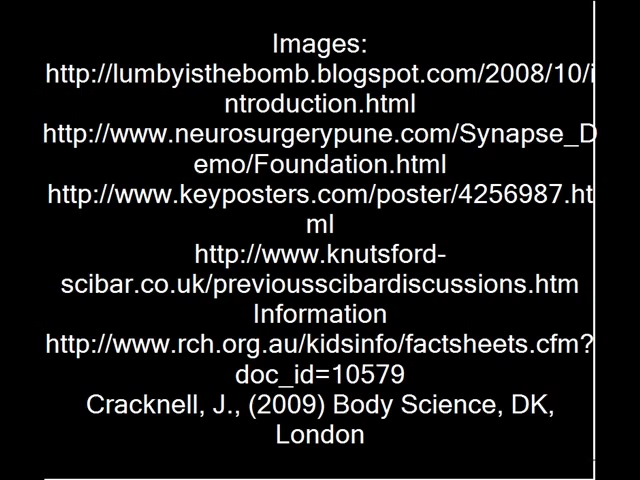 Images:
http://lumbyisthebomb.blogspot.com/2008/10/i
ntroduction.html
http://www.neurosurgerypune.com/Synapse_D
emo/Foundation.html
http://www.keyposters.com/poster/4256987.ht
ml
http://www.knutsford-
scibar.co.uk/previousscibardiscussions.htm
Information
http://www.rch.org.au/kidsinfo/factsheets.cfm?
doc_id=10579
Cracknell, J., (2009) Body Science, DK,
London